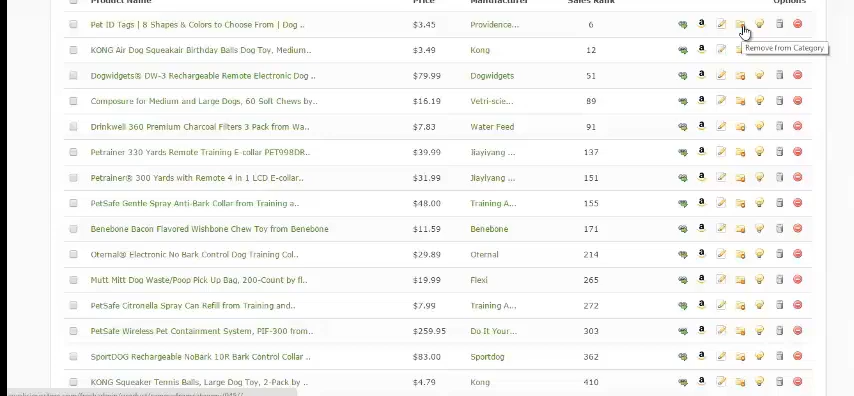 Product Name Price Manufacturer Sales Rank Options
Pet ID Tags | 8 Shapes & Colors to Choose From | Dog .. $3.45 Providence... 6
Remove from Category
KONG Air Dog Squeakair Birthday Balls Dog Toy, Medium.. $3.49 Kong 12
Dogwidgets® DW-3 Rechargeable Remote Electronic Dog .. $79.99 Dogwidgets 51
Composure for Medium and Large Dogs, 60 Soft Chews by.. $16.19 Vetri-scie... 89
Drinkwell 360 Premium Charcoal Filters 3 Pack from Wa.. $7.83 Water Feed 91
Petrainer 330 Yards Remote Training E-collar PET998DR.. $39.99 Jiayiyang ... 137
Petrainer® 300 Yards with Remote 4 in 1 LCD E-collar.. $31.99 Jiayiyang ... 151
PetSafe Gentle Spray Anti-Bark Collar from Training a.. $48.00 Training A... 155
Benebone Bacon Flavored Wishbone Chew Toy from Benebone $11.59 Benebone 171
Oternal® Electronic No Bark Control Dog Training Col.. $29.89 Oternal 214
Mutt Mitt Dog Waste/Poop Pick Up Bag, 200-Count by fl.. $19.99 Flexi 265
PetSafe Citronella Spray Can Refill from Training and.. $7.99 Training A... 272
PetSafe Wireless Pet Containment System, PIF-300 from.. $259.95 Do It Your... 303
SportDOG Rechargeable NoBark 10R Bark Control Collar .. $83.00 Sportdog 362
KONG Squeaker Tennis Balls, Large Dog Toy, 2-Pack by .. $4.79 Kong 410